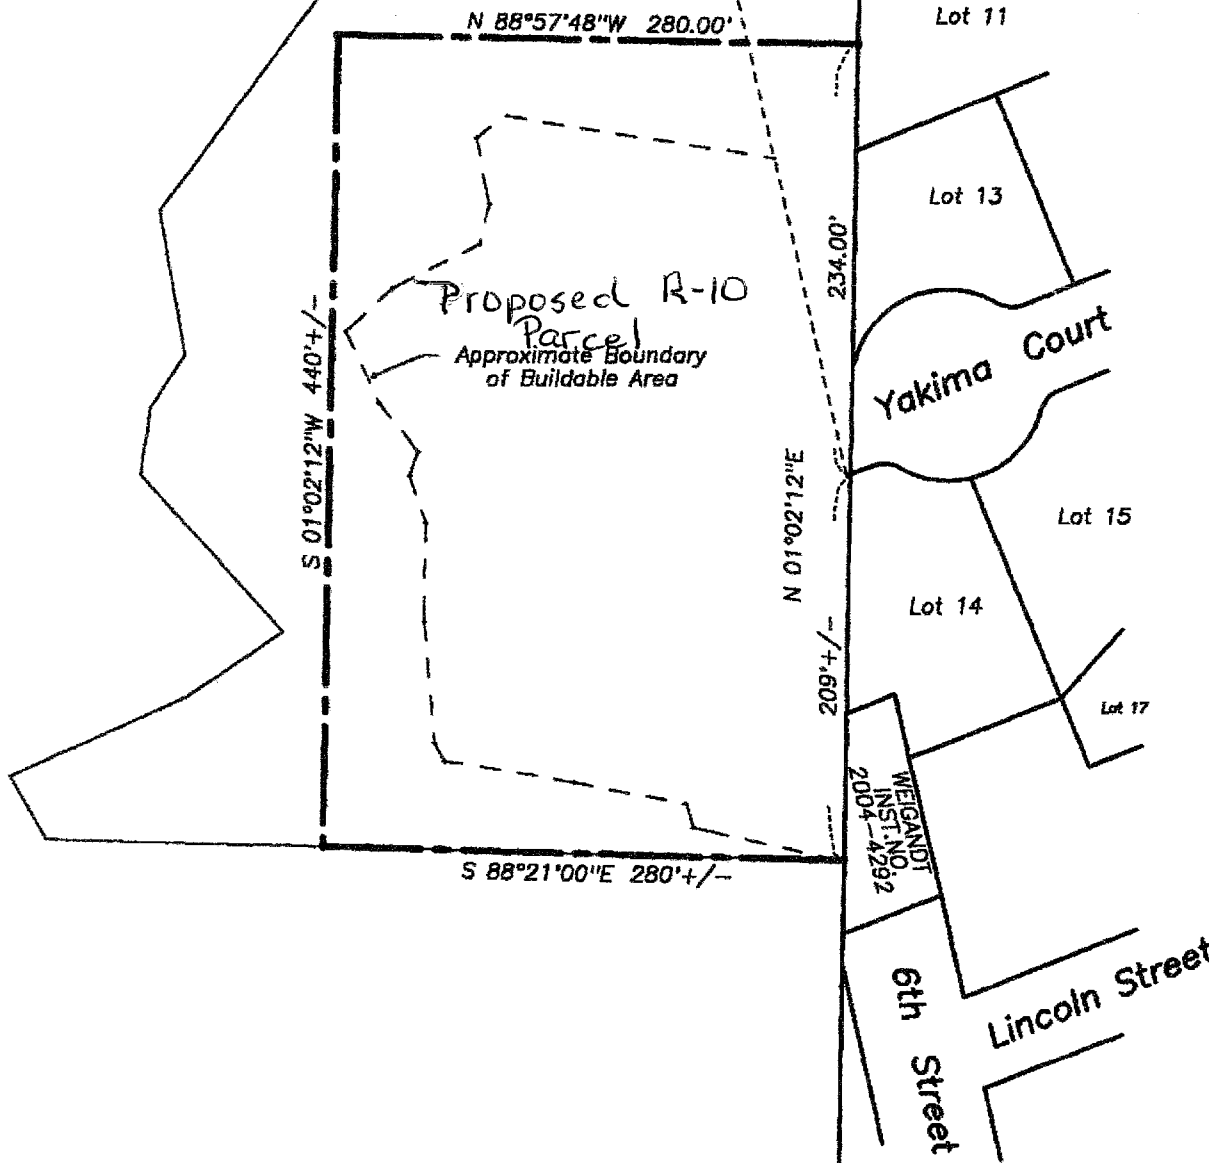 N 88°57'48"W 280.00'
Lot 11
Lot 13
234.00'
Proposed R-10
Parcel
Approximate Boundary
of Buildable Area
S 01°02'12"W 440'+/-
Yakima Court
N 01°02'12"E
Lot 15
Lot 14
209'+/-
Lot 17
WEIGANDT
INST.NO.
2004-4292
S 88°21'00"E 280'+/-
6th Street
Lincoln Street